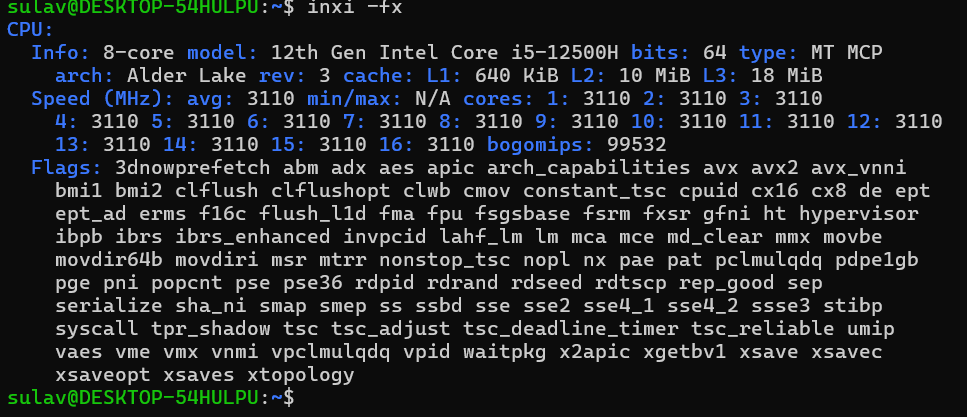 sulav@DESKTOP-54HULPU:~$ inxi -fx
CPU:
Info: 8-core model: 12th Gen Intel Core i5-12500H bits: 64 type: MT MCP
arch: Alder Lake rev: 3 cache: L1: 640 KiB L2: 10 MiB L3: 18 MiB
Speed (MHz): avg: 3110 min/max: N/A cores: 1: 3110 2: 3110 3: 3110
4: 3110 5: 3110 6: 3110 7: 3110 8: 3110 9: 3110 10: 3110 11: 3110 12: 3110
13: 3110 14: 3110 15: 3110 16: 3110 bogomips: 99532
Flags: 3dnowprefetch abm adx aes apic arch_capabilities avx avx2 avx_vnni
bmi1 bmi2 clflush clflushopt clwb cmov constant_tsc cpuid cx16 cx8 de ept
ept_ad erms f16c flush_l1d fma fpu fsgsbase fsrm fxsr gfni ht hypervisor
ibpb ibrs ibrs_enhanced invpcid lahf_lm lm mca mce md_clear mmx movbe
movdir64b movdiri msr mtrr nonstop_tsc nopl nx pae pat pclmulqdq pdpe1gb
pge pni popcnt pse pse36 rdpid rdrand rdseed rdtscp rep_good sep
serialize sha_ni smap smep ss ssbd sse sse2 sse4_1 sse4_2 ssse3 stibp
syscall tpr_shadow tsc tsc_adjust tsc_deadline_timer tsc_reliable umip
vaes vme vmx vnmi vpclmulqdq vpid waitpkg x2apic xgetbv1 xsave xsavec
xsaveopt xsaves xtopology
sulav@DESKTOP-54HULPU:~$